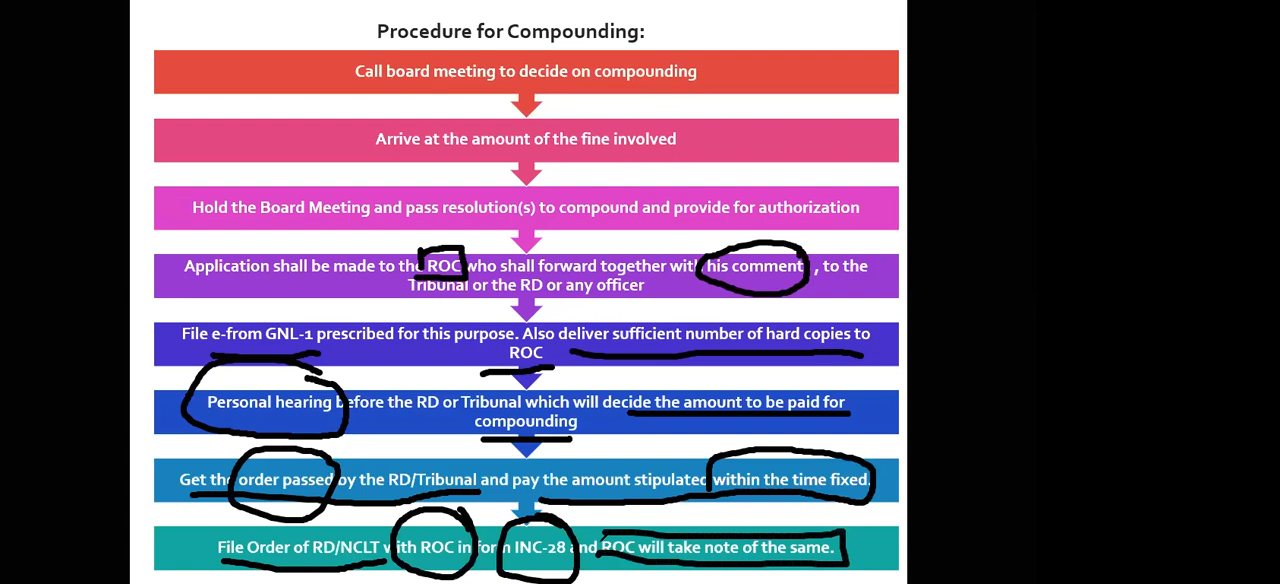 Procedure for Compounding:
Call board meeting to decide on compounding
Arrive at the amount of the fine involved
Hold the Board Meeting and pass resolution(s) to compound and provide for authorization
Application shall be made to the ROC who shall forward together with his comments, to the
Tribunal or the RD or any officer
File e-from GNL-1 prescribed for this purpose. Also deliver sufficient number of hard copies to
ROC
Personal hearing before the RD or Tribunal which will decide the amount to be paid for
compounding
Get the order passed by the RD/Tribunal and pay the amount stipulated within the time fixed.
File Order of RD/NCLT with ROC in form INC-28 and ROC will take note of the same.